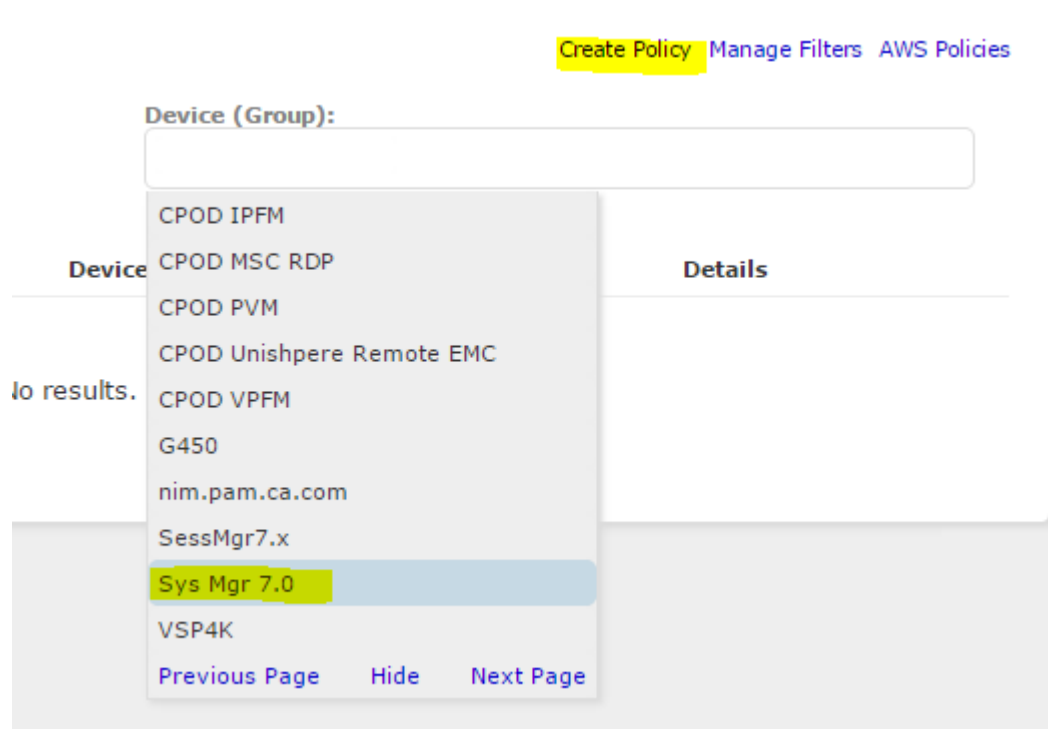 Create Policy Manage Filters AWS Policies
Device (Group):
CPOD IPFM
Device CPOD MSC RDP Details
CPOD PVM
CPOD Unishpere Remote EMC
No results. CPOD VPFM
G450
nim.pam.ca.com
SessMgr7.x
Sys Mgr 7.0
VSP4K
Previous Page Hide Next Page